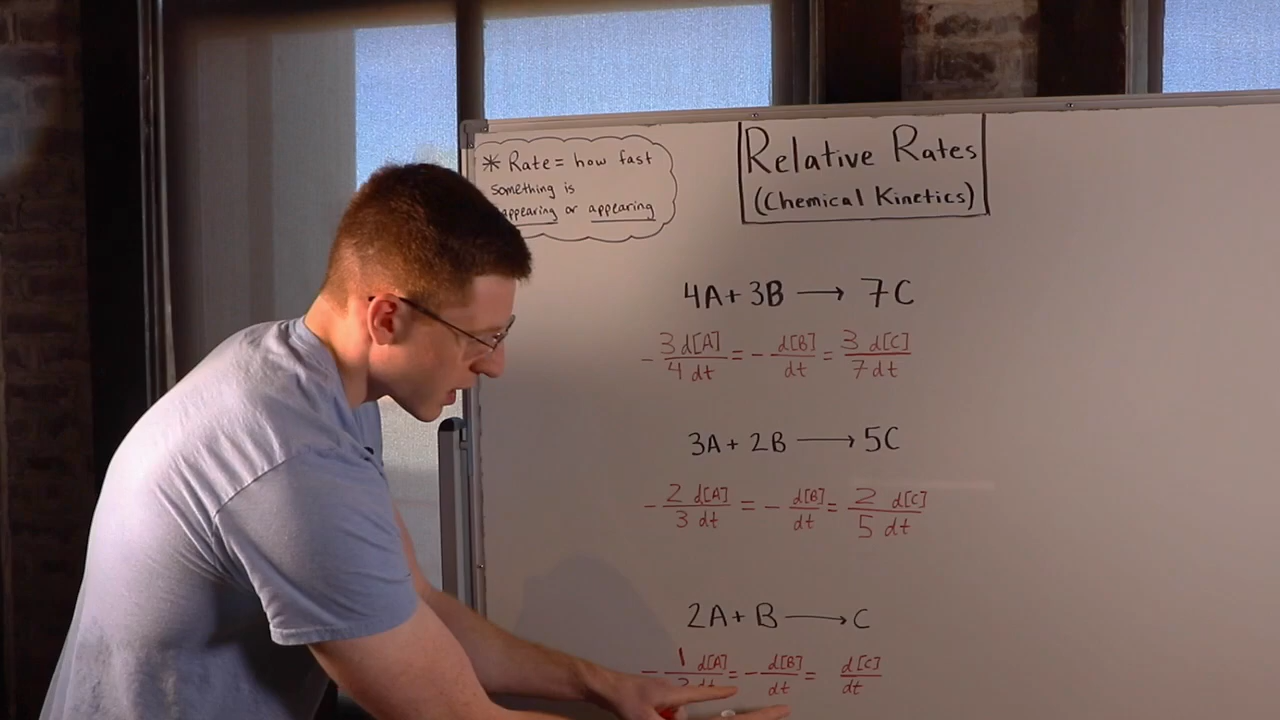 * Rate = how fast
something is
appearing or appearing
Relative Rates
(Chemical Kinetics)
4A + 3B → 7C
- 3 d[A] / 4 dt = - d[B] / dt = 3 d[C] / 7 dt
3A + 2B → 5C
- 2 d[A] / 3 dt = - d[B] / dt = 2 d[C] / 5 dt
2A + B → C
- 1 d[A] / 2 dt = - d[B] / dt = d[C] / dt